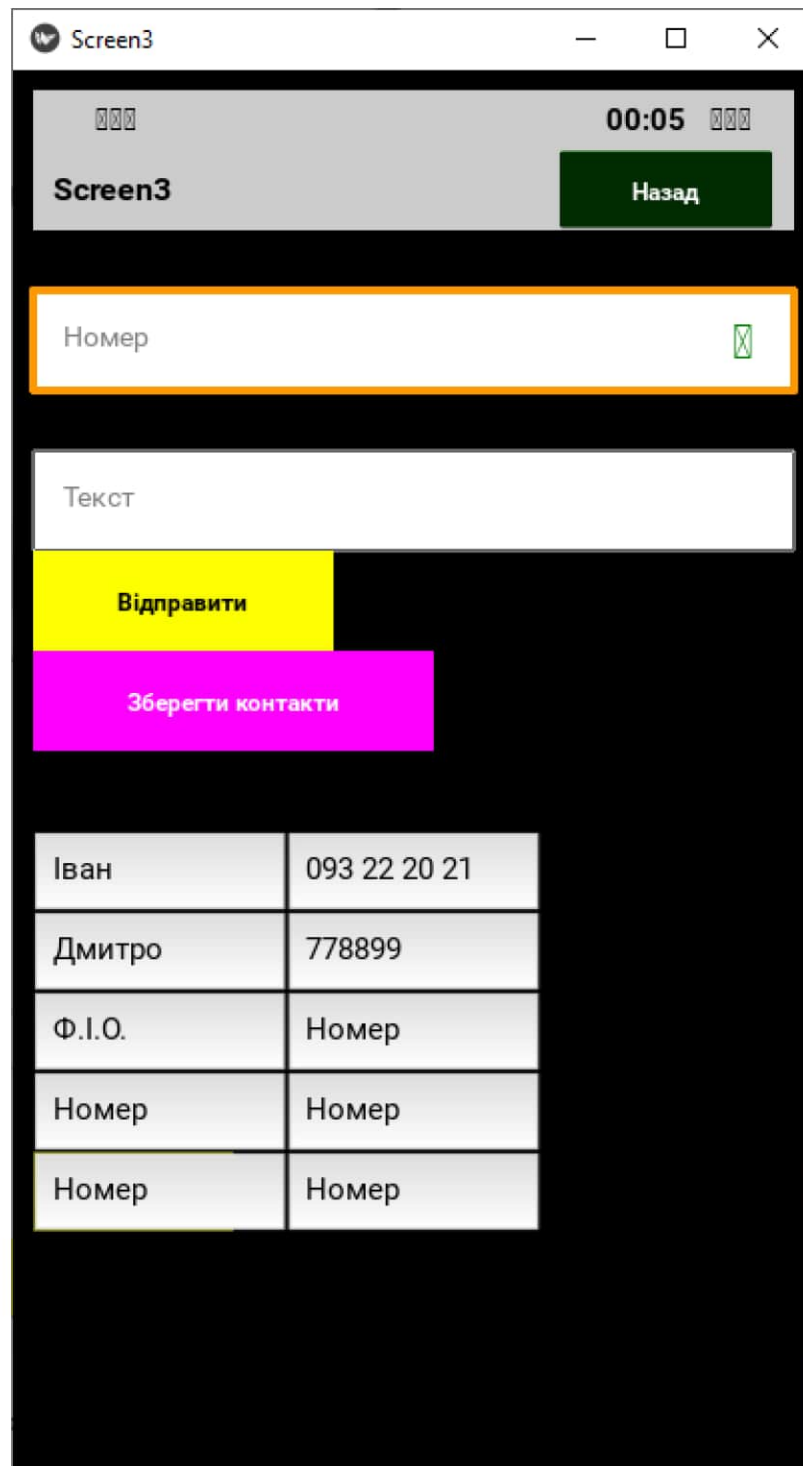 Screen3
00:05
Screen3 Назад
Номер
Текст
Відправити
Зберегти контакти
Іван 093 22 20 21
Дмитро 778899
Ф.І.О. Номер
Номер Номер
Номер Номер